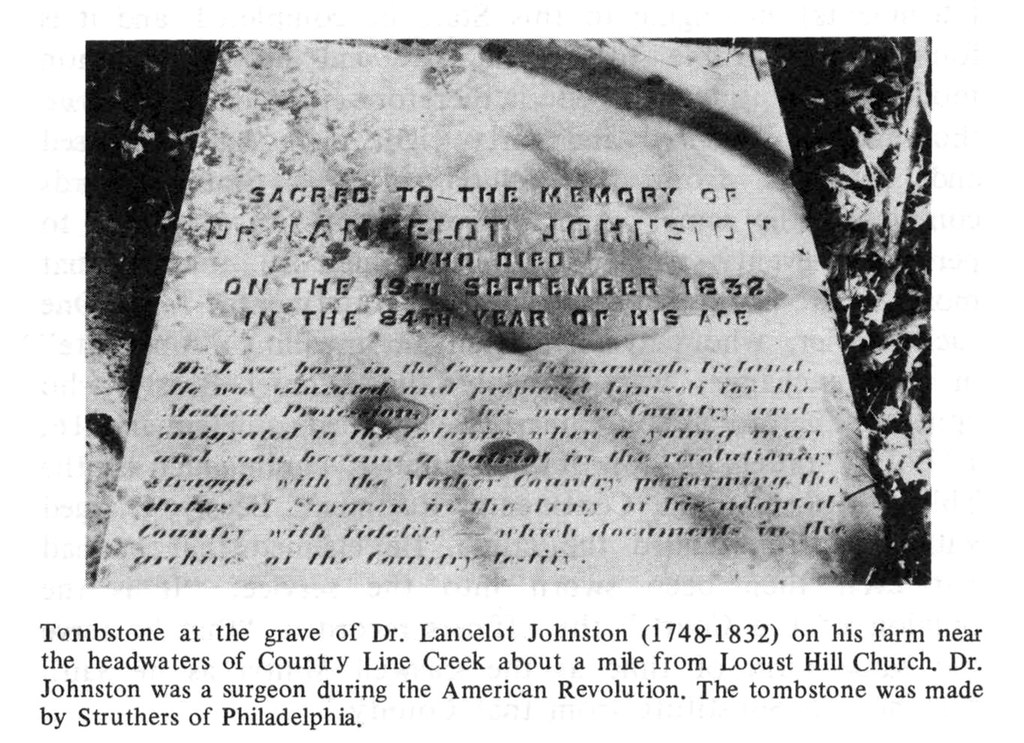 SACRED TO THE MEMORY OF
DR. LANCELOT JOHNSTON
WHO DIED
ON THE 19TH SEPTEMBER 1832
IN THE 84TH YEAR OF HIS AGE
Dr. J. was born in the County Fermanagh, Ireland.
He was educated and prepared himself for the
Medical Profession, in his native Country and
emigrated to the Colonies when a young man
and soon became a Patriot in the revolutionary
struggle with the Mother Country performing the
duties of Surgeon in the Army of his adopted
Country with fidelity which documents in the
archives of the Country testify.
Tombstone at the grave of Dr. Lancelot Johnston (1748-1832) on his farm near
the headwaters of Country Line Creek about a mile from Locust Hill Church. Dr.
Johnston was a surgeon during the American Revolution. The tombstone was made
by Struthers of Philadelphia.